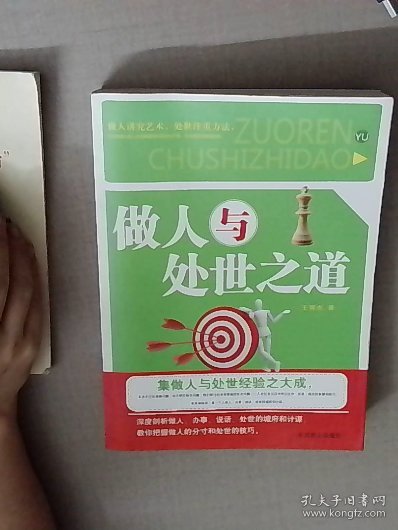 做人讲究艺术，处世注重方法。
ZUOREN
YU
CHUSHIZHIDAO
做人与
处世之道
集做人与处世经验之大成，
深度剖析做人、办事、说话、处世的城府和计谋
教你把握做人的分寸和处世的技巧。
孔夫子旧书网
www.kongfz.com